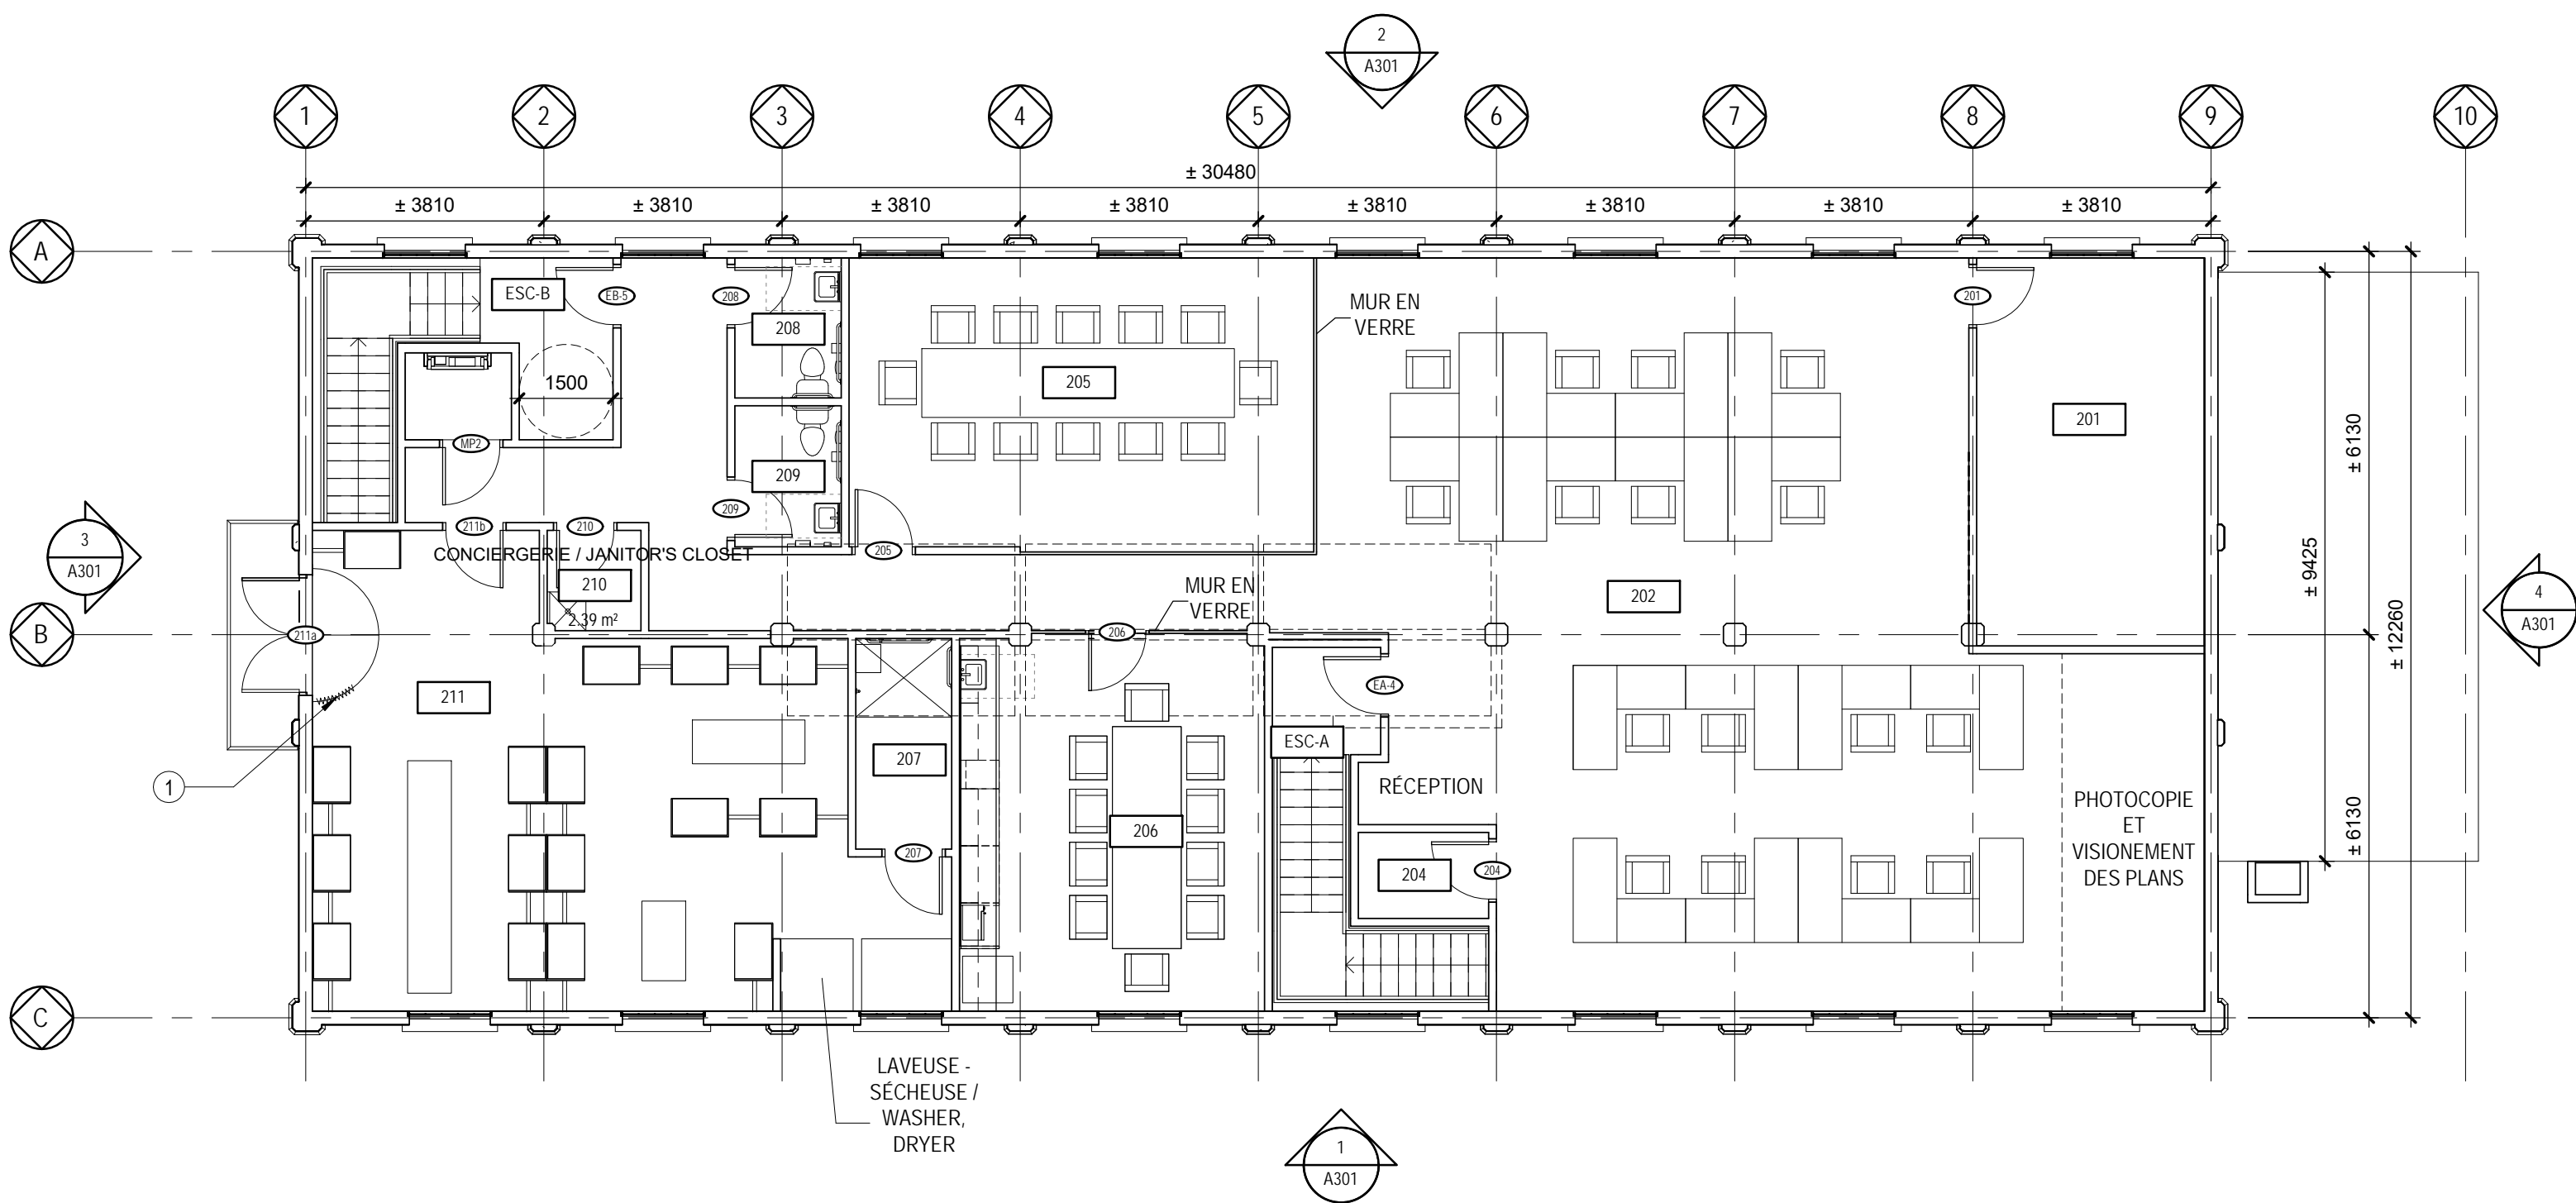 2
A301
1
2
3
4
5
6
7
8
9
10
± 30480
± 3810
± 3810
± 3810
± 3810
± 3810
± 3810
± 3810
± 3810
A
ESC-B
EB-5
208
208
MUR EN
VERRE
201
1500
205
201
MP2
± 6130
209
209
211b
210
205
CONCIERGERIE / JANITOR'S CLOSET
3
A301
210
2.39 m²
MUR EN
VERRE
202
± 9425
± 12260
4
A301
B
211a
206
211
EA-4
ESC-A
207
1
RÉCEPTION
PHOTOCOPIE
ET
VISIONEMENT
DES PLANS
± 6130
206
207
204
204
C
LAVEUSE -
SÉCHEUSE /
WASHER,
DRYER
1
A301